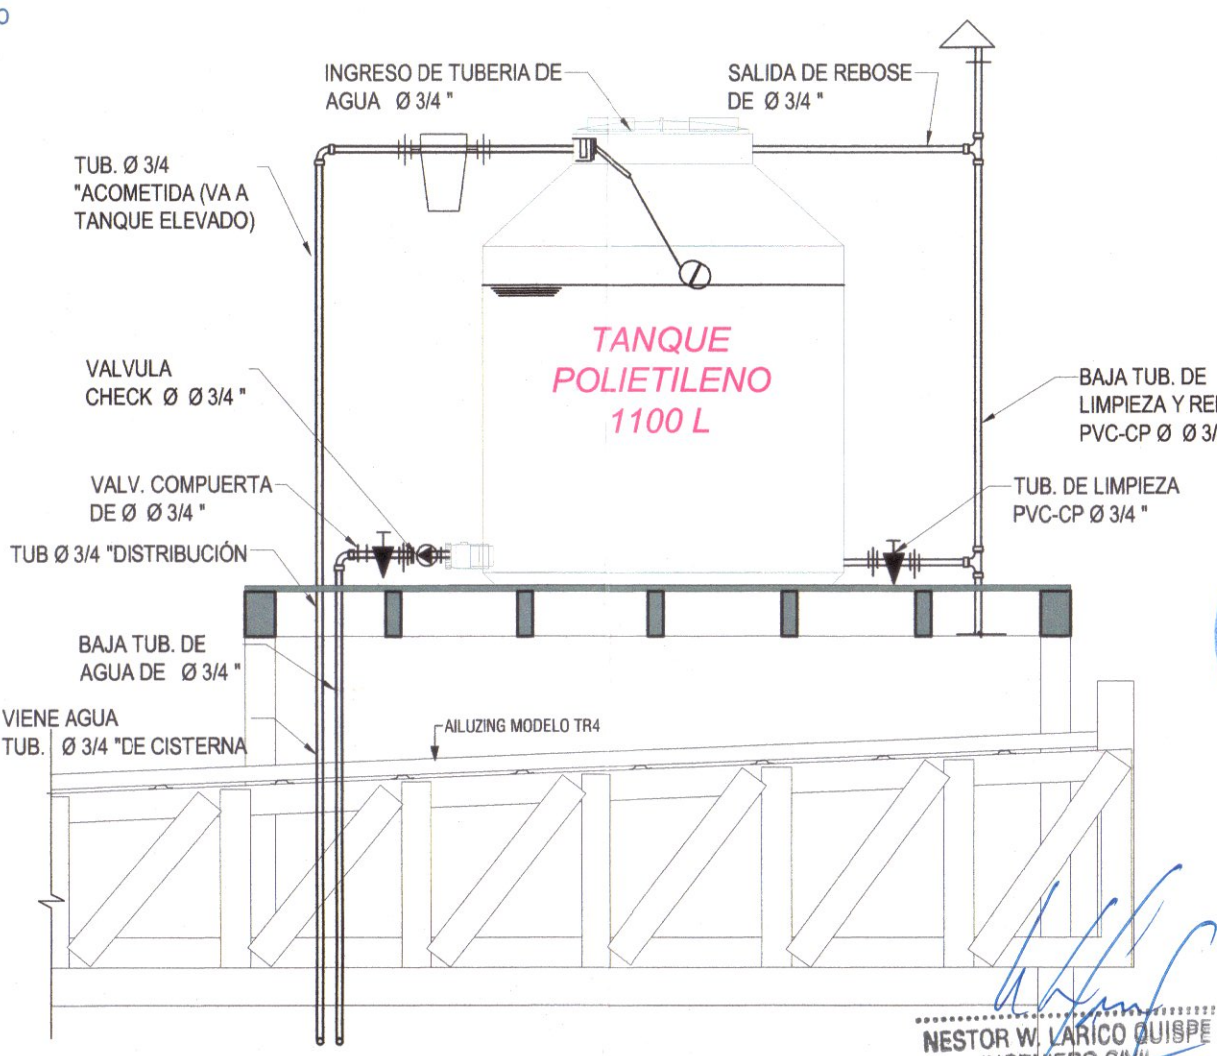 INGRESO DE TUBERIA DE
AGUA Ø 3/4 "
SALIDA DE REBOSE
DE Ø 3/4 "
TUB. Ø 3/4
"ACOMETIDA (VA A
TANQUE ELEVADO)
TANQUE
POLIETILENO
1100 L
VALVULA
CHECK Ø Ø 3/4 "
BAJA TUB. DE
LIMPIEZA Y
PVC-CP Ø Ø
VALV. COMPUERTA
DE Ø Ø 3/4 "
TUB. DE LIMPIEZA
PVC-CP Ø 3/4 "
TUB Ø 3/4 "DISTRIBUCIÓN
BAJA TUB. DE
AGUA DE Ø 3/4 "
VIENE AGUA
TUB. Ø 3/4 "DE CISTERNA
AILUZING MODELO TR4
NESTOR W. LARICO QUISPE